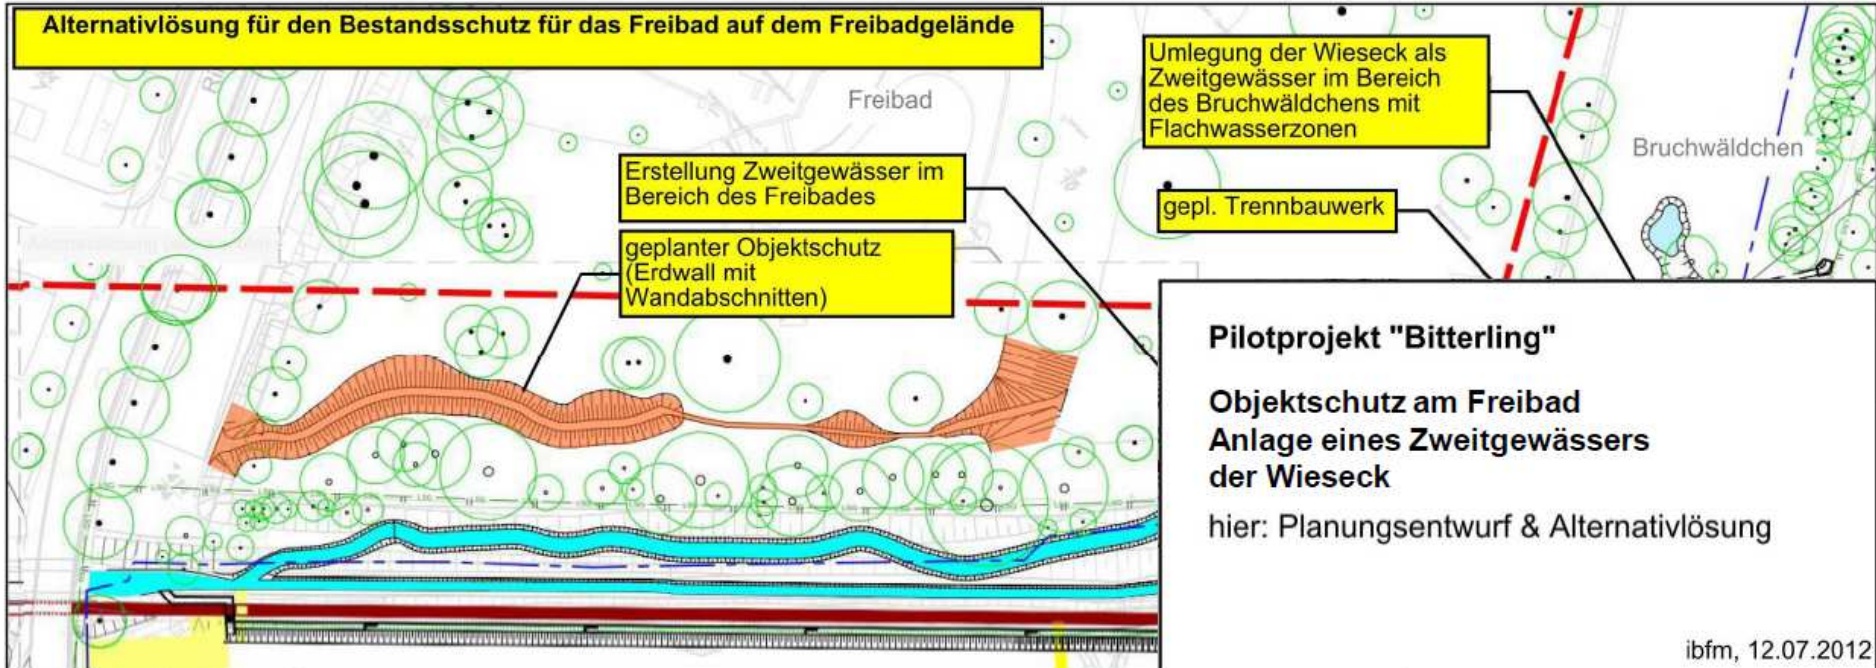 Alternativlösung für den Bestandsschutz für das Freibad auf dem Freibadgelände
Umlegung der Wieseck als
Zweitgewässer im Bereich
des Bruchwäldchens mit
Flachwasserzonen
Freibad
Bruchwäldchen
Erstellung Zweitgewässer im
Bereich des Freibades
gepl. Trennbauwerk
geplanter Objektschutz
(Erdwall mit
Wandabschnitten)
Pilotprojekt "Bitterling"
Objektschutz am Freibad
Anlage eines Zweitgewässers
der Wieseck
hier: Planungsentwurf & Alternativlösung
ibfm, 12.07.2012